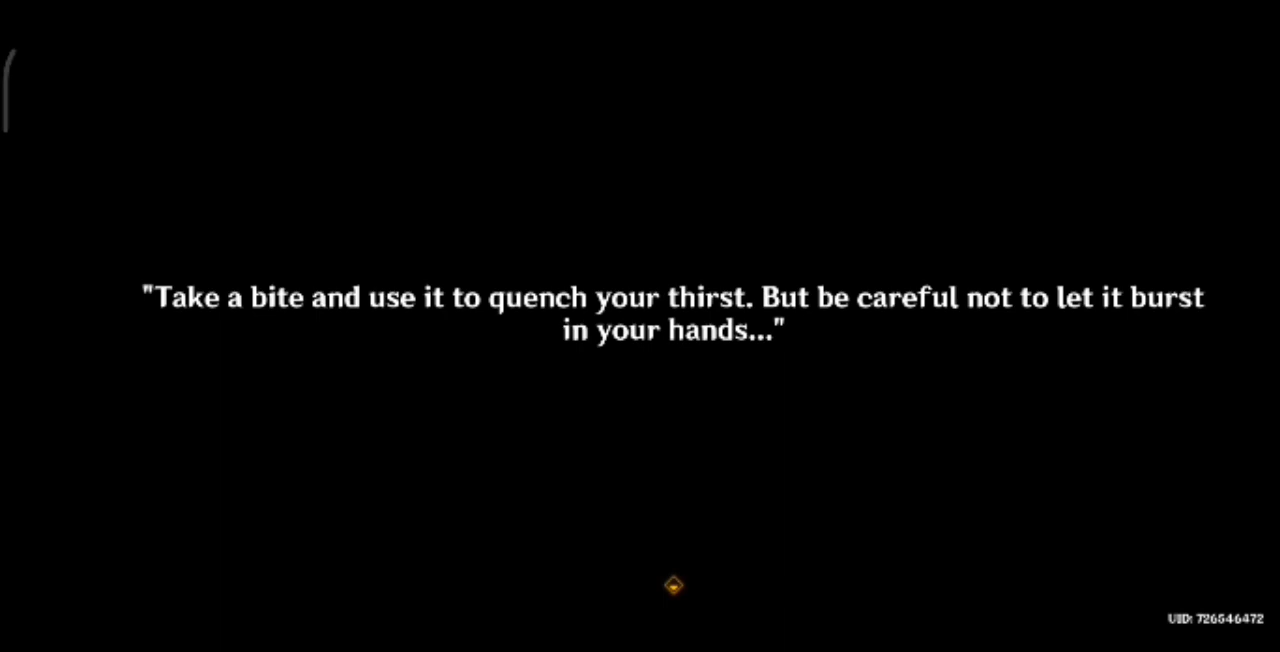 "Take a bite and use it to quench your thirst. But be careful not to let it burst
in your hands..."
UID: 726546472